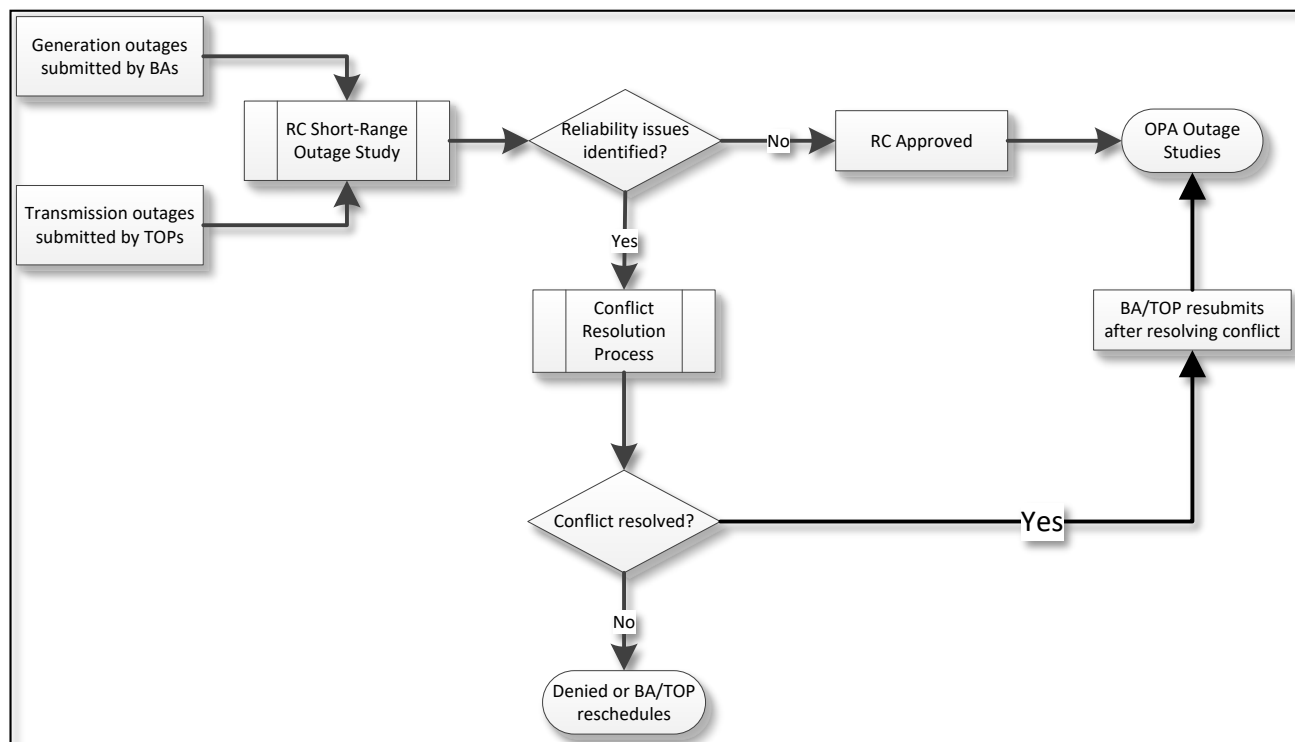 Generation outages
submitted by BAs
RC Short-Range
Outage Study
Transmission outages
submitted by TOPs
Reliability issues
identified?
No
RC Approved
OPA Outage
Studies
Yes
Conflict
Resolution
Process
BA/TOP resubmits
after resolving conflict
Conflict resolved?
Yes
No
Denied or BA/TOP
reschedules